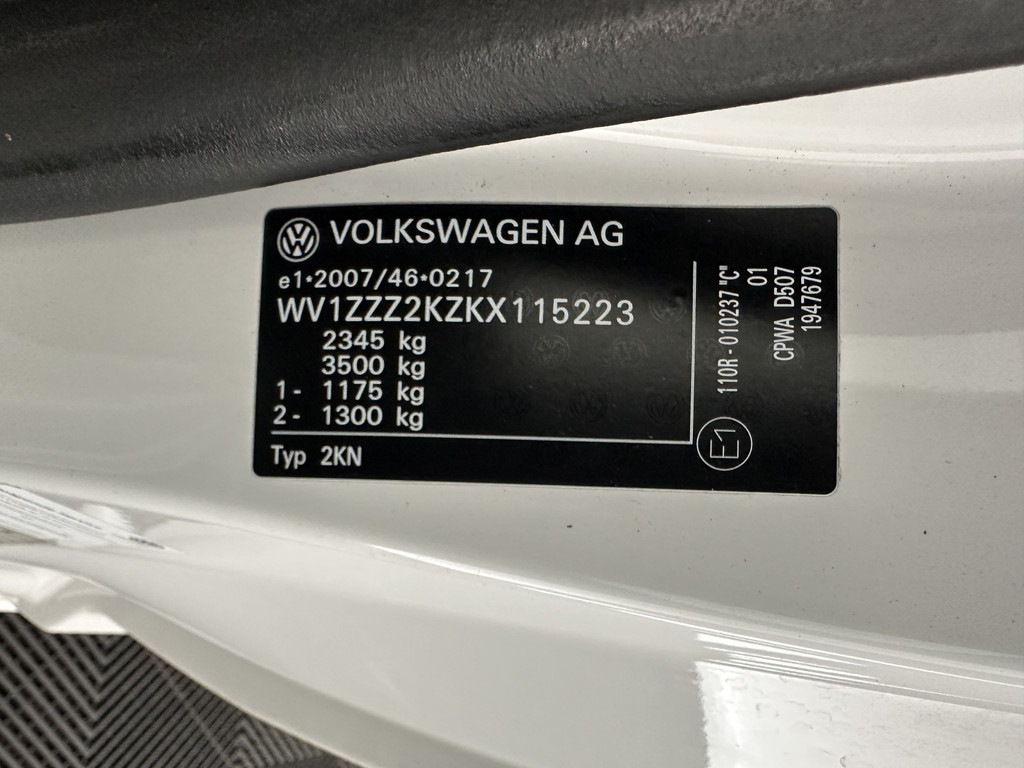 VOLKSWAGEN AG
e1*2007/46*0217
WV1ZZZ2KZKX115223
2345 kg
3500 kg
1- 1175 kg
2- 1300 kg
Typ 2KN
E1
110R-010237 "C"
01
CPWA D507
1947679